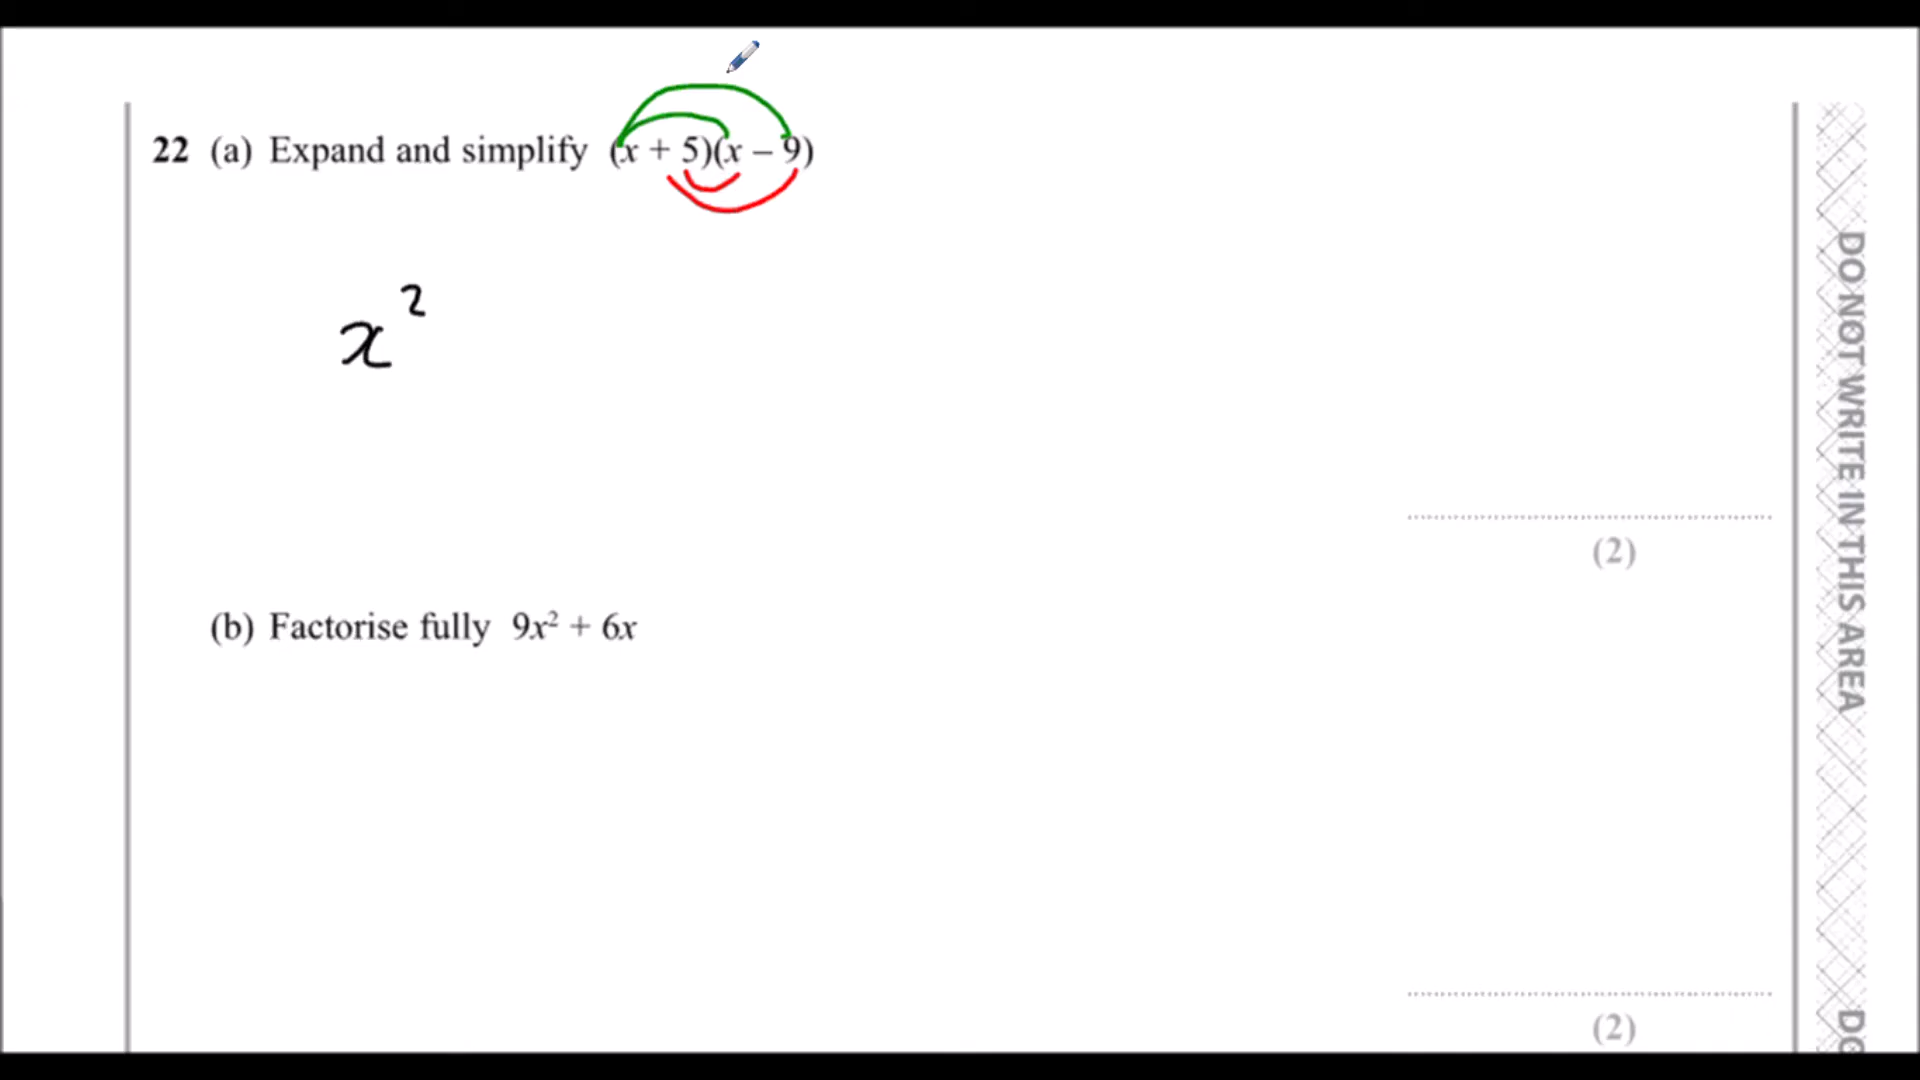 22 (a) Expand and simplify (x + 5)(x – 9)
x²
(2)
(b) Factorise fully 9x² + 6x
(2)
DO NOT WRITE IN THIS AREA